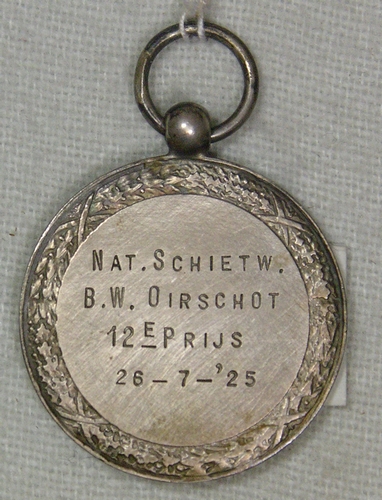 NAT. SCHIETW.
B.W. OIRSCHOT
12E PRIJS
26-7-'25